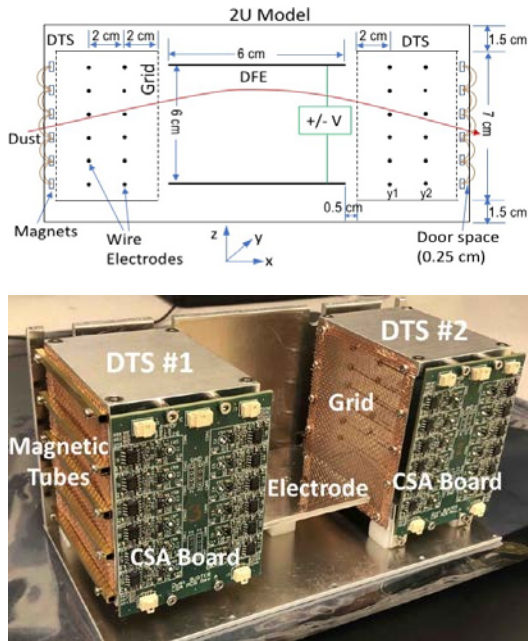 2U Model
DTS
2 cm
2 cm
Grid
6 cm
DFE
6 cm
+/- V
2 cm
DTS
1.5 cm
7 cm
Dust
y1
y2
0.5 cm
1.5 cm
Magnets
Wire
Electrodes
z
y
x
Door space
(0.25 cm)
DTS #1
DTS #2
Magnetic
Tubes
Grid
Electrode
CSA Board
CSA Board